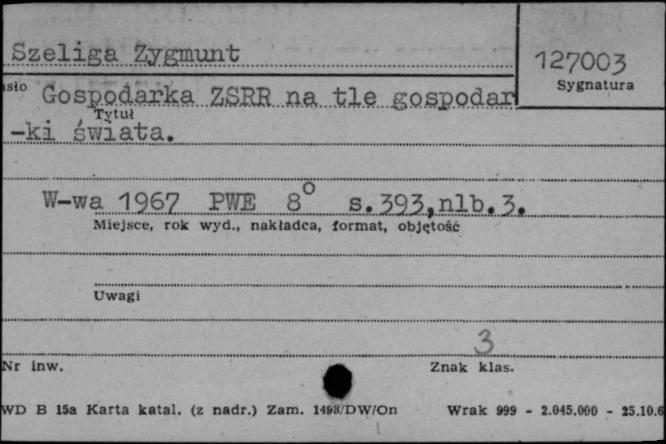 Szeliga Zygmunt
127003
Sygnatura
asło Gospodarka ZSRR na tle gospodar
Tytuł
-ki świata.
W-wa 1967 PWE 8° s.393,nlb.3.
Miejsce, rok wyd., nakładca, format, objętość
Uwagi
3
Nr inw.
Znak klas.
WD B 15a Karta katal. (z nadr.) Zam. 1498/DW/On Wrak 999 - 2.045.000 - 25.10.6